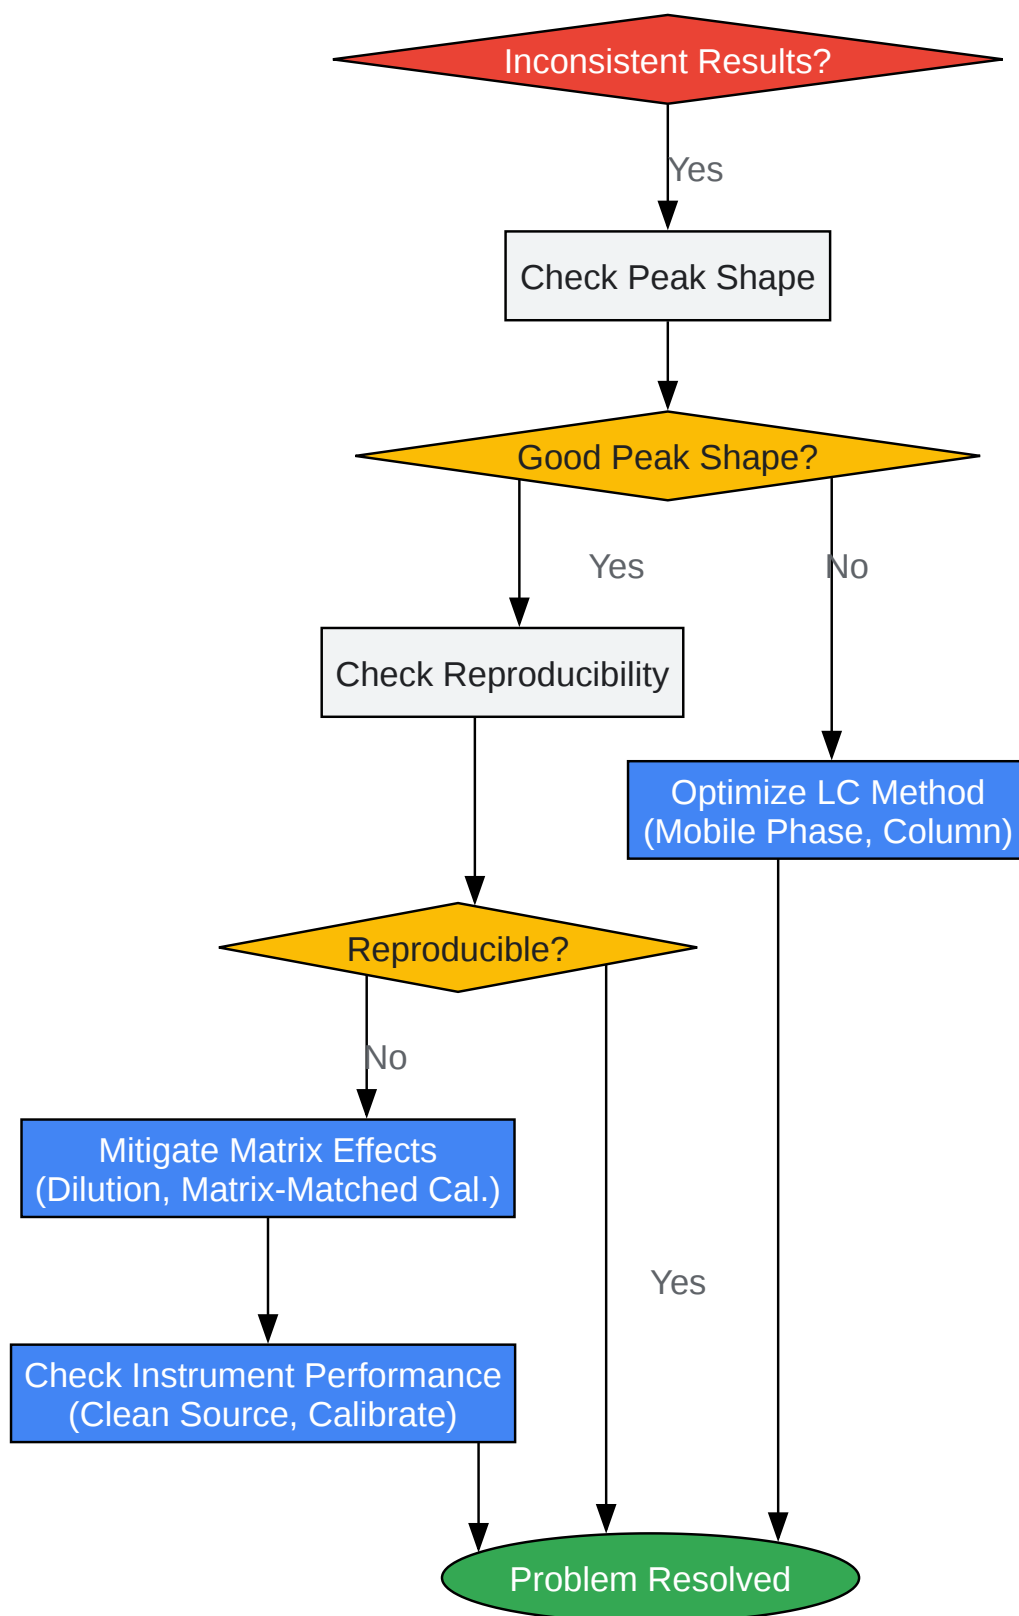 Inconsistent Results?
Yes
Check Peak Shape
Good Peak Shape?
Yes
No
Check Reproducibility
Optimize LC Method
(Mobile Phase, Column)
Reproducible?
No
Mitigate Matrix Effects
(Dilution, Matrix-Matched Cal.)
Yes
Check Instrument Performance
(Clean Source, Calibrate)
Problem Resolved